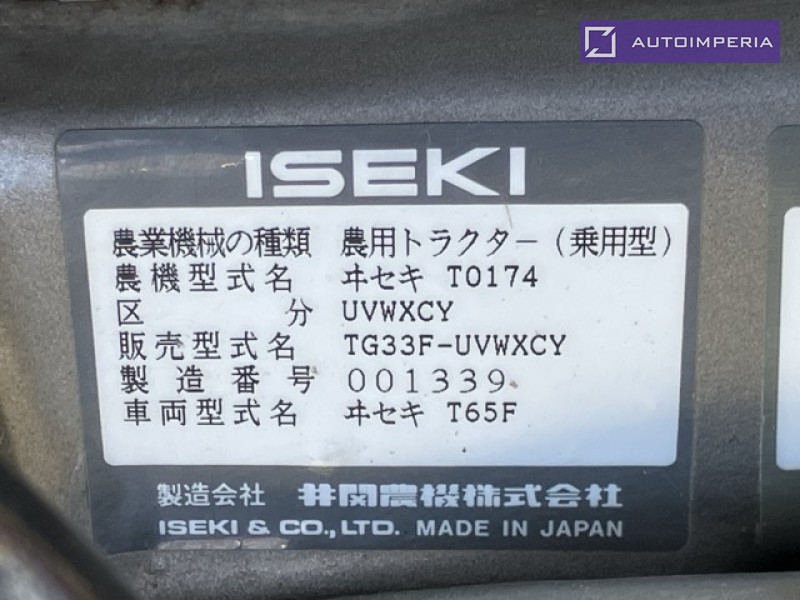 AUTOIMPERIA
ISEKI
農業機械の種類 農用トラクター(乗用型)
農機型式名 ヰセキ T0174
区分 UVWXCY
販売型式名 TG33F-UVWXCY
製造番号 001339
車両型式名 ヰセキ T65F
製造会社 井関農機株式会社
ISEKI & CO.,LTD. MADE IN JAPAN